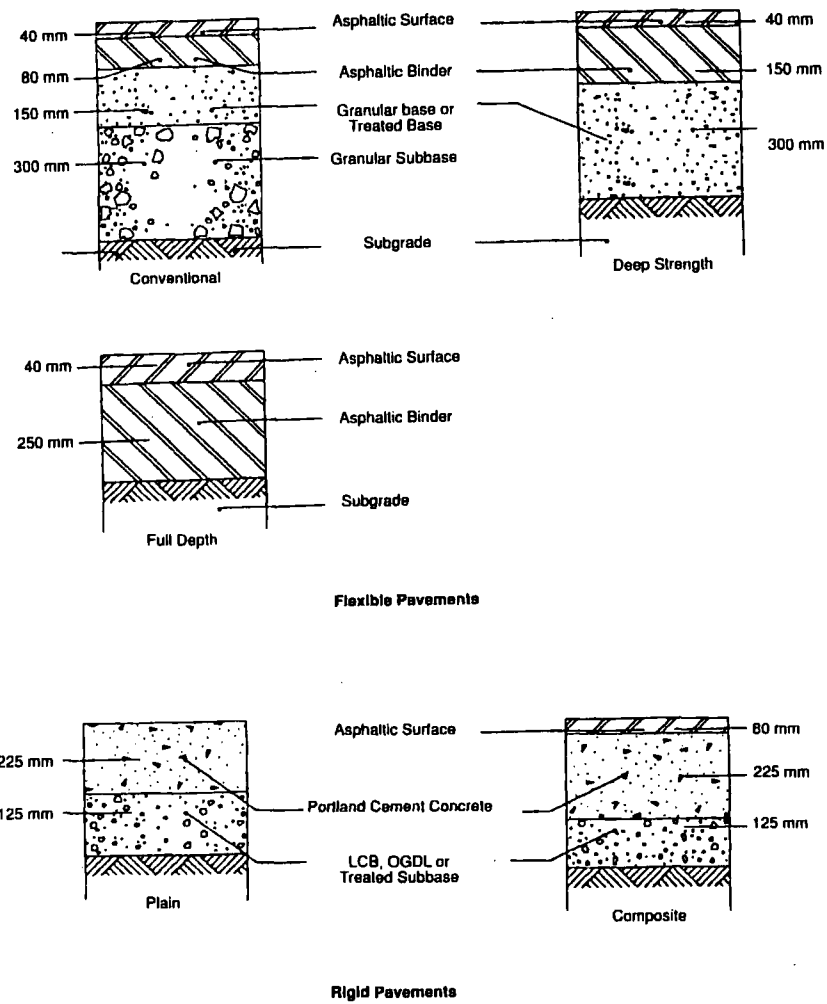 Asphaltic Surface
40 mm
40 mm
Asphaltic Binder
80 mm
150 mm
Granular base or
Treated Base
150 mm
300 mm
Granular Subbase
300 mm
Subgrade
Conventional
Deep Strength
Asphaltic Surface
40 mm
Asphaltic Binder
250 mm
Subgrade
Full Depth
Flexible Pavements
Asphaltic Surface
80 mm
225 mm
225 mm
Portland Cement Concrete
125 mm
125 mm
LCB, OGDL or
Treated Subbase
Plain
Composite
Rigid Pavements